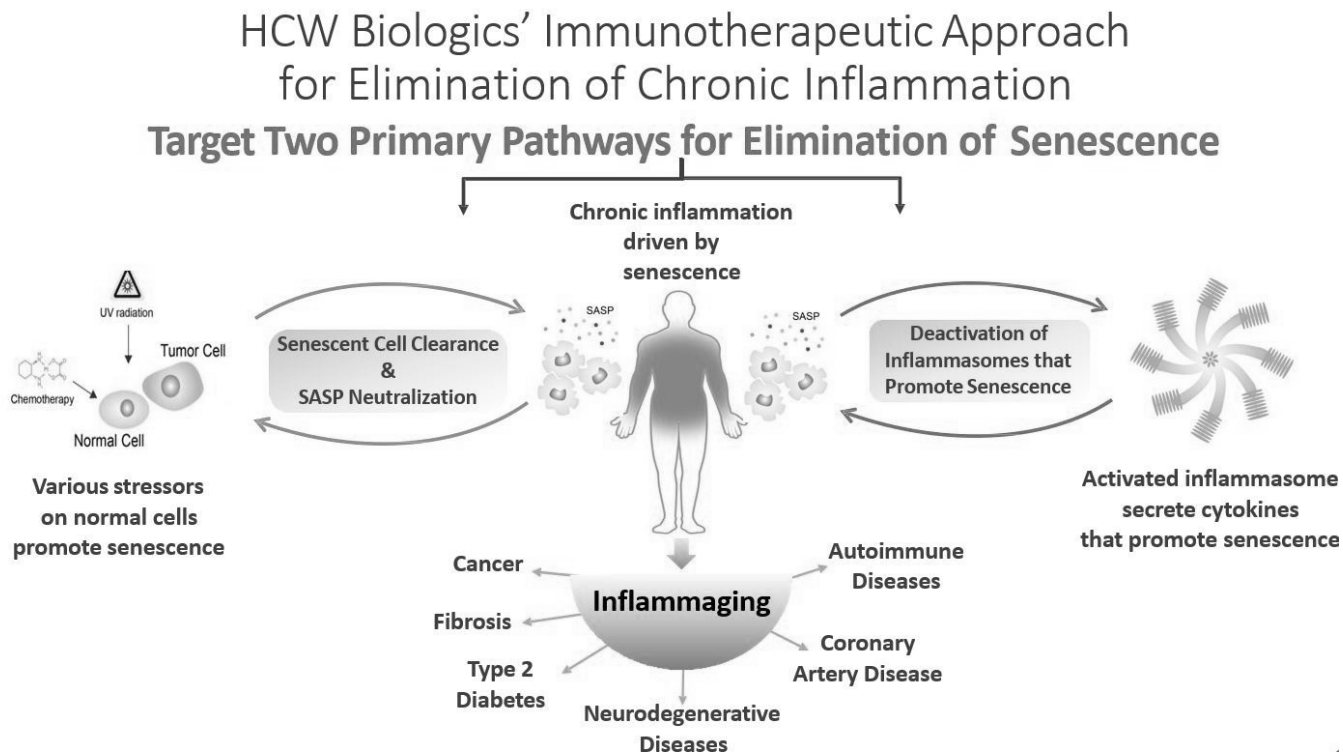 HCW Biologics’ Immunotherapeutic Approach
for Elimination of Chronic Inflammation
Target Two Primary Pathways for Elimination of Senescence
Chronic inflammation
driven by
senescence
UV radiation
Tumor Cell
Chemotherapy
Normal Cell
Various stressors
on normal cells
promote senescence
Senescent Cell Clearance
&
SASP Neutralization
SASP
SASP
Deactivation of
Inflammasomes that
Promote Senescence
Activated inflammasome
secrete cytokines
that promote senescence
Inflammaging
Cancer
Fibrosis
Type 2
Diabetes
Neurodegenerative
Diseases
Coronary
Artery Disease
Autoimmune
Diseases